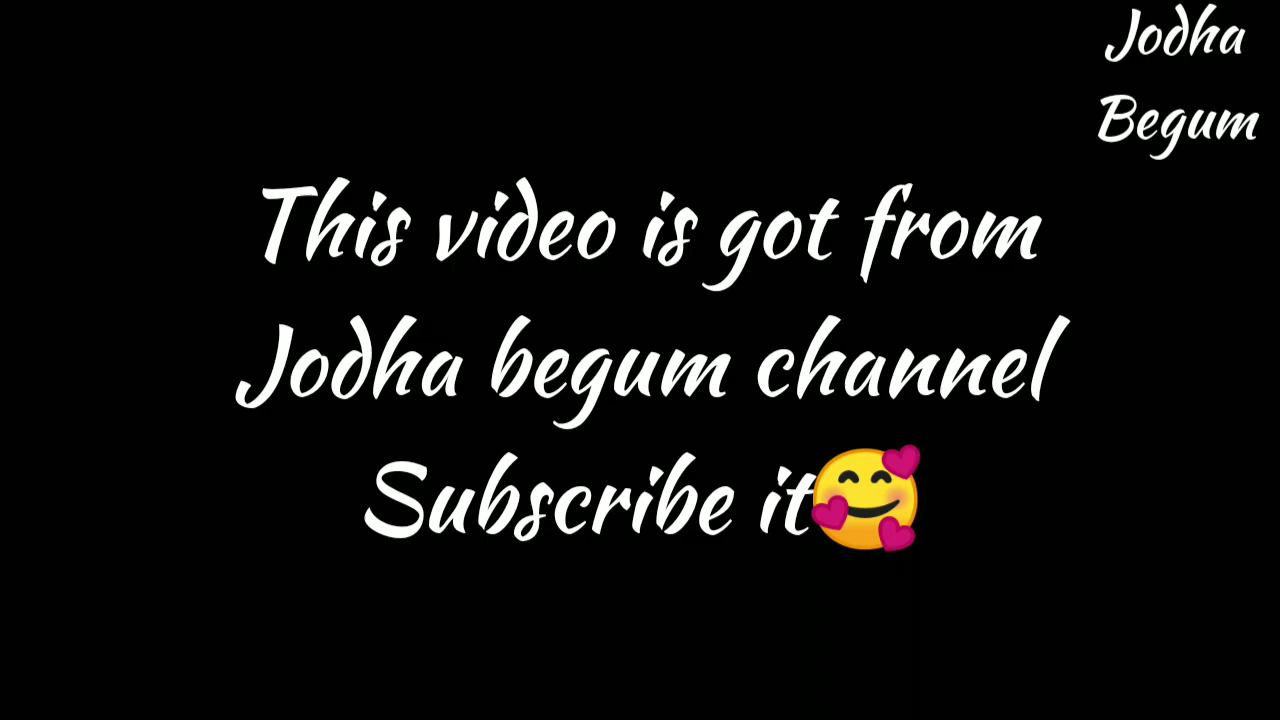 Jodha
Begum
This video is got from
Jodha begum channel
Subscribe it🥰